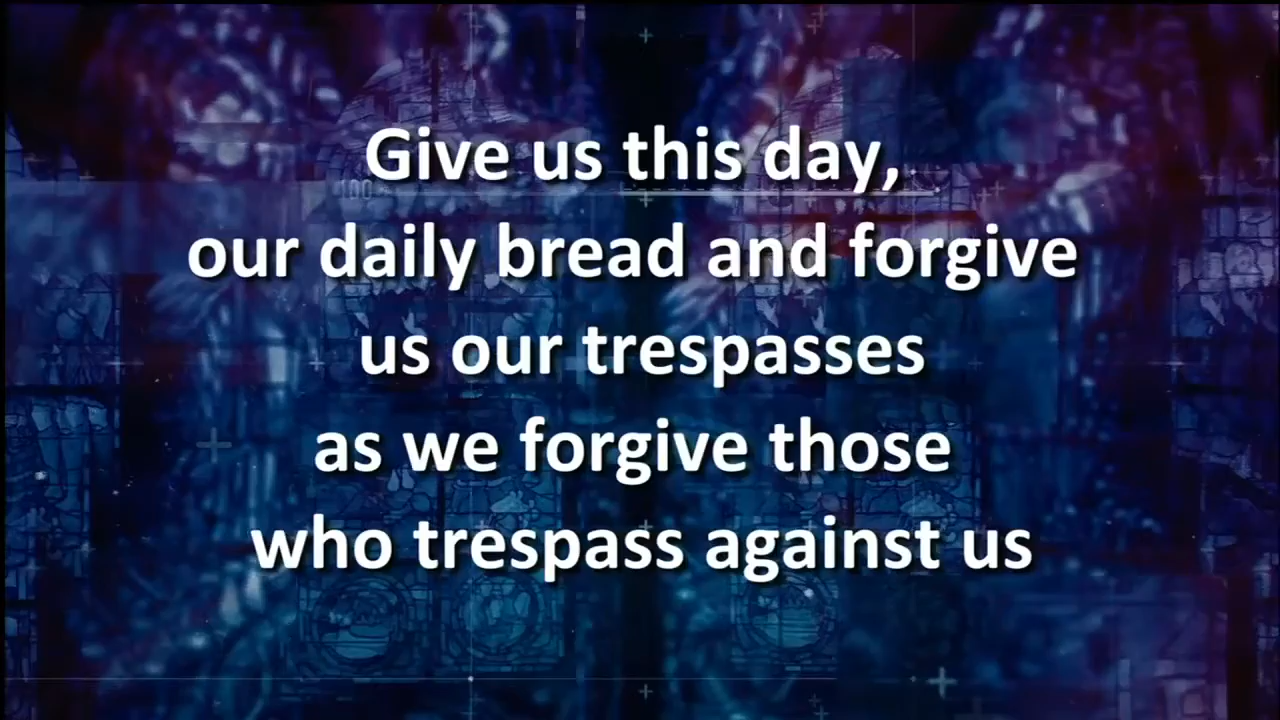 Give us this day,
our daily bread and forgive
us our trespasses
as we forgive those
who trespass against us